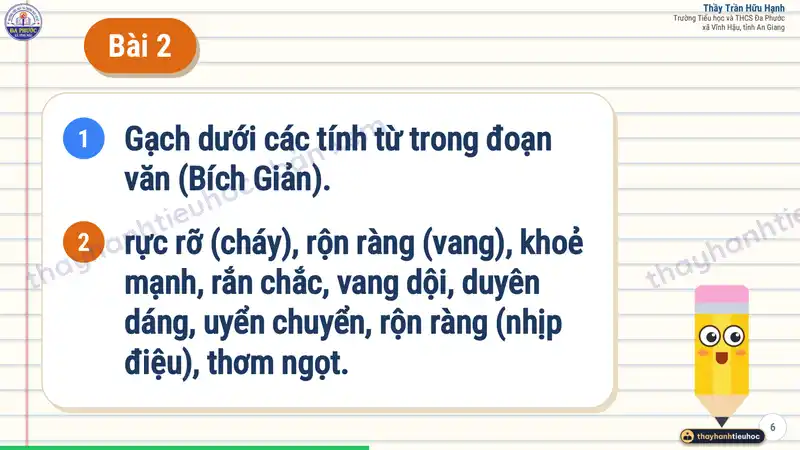 Thầy Trần Hữu Hạnh
Trường Tiểu học và THCS Đa Phước
xã Vĩnh Hậu, tỉnh An Giang
ĐA PHƯỚC
Bài 2
1
Gạch dưới các tính từ trong đoạn
văn (Bích Giản).
2
rực rỡ (cháy), rộn ràng (vang), khoẻ
mạnh, rắn chắc, vang dội, duyên
dáng, uyển chuyển, rộn ràng (nhịp
điệu), thơm ngọt.
thayhanhtieuhoc
6